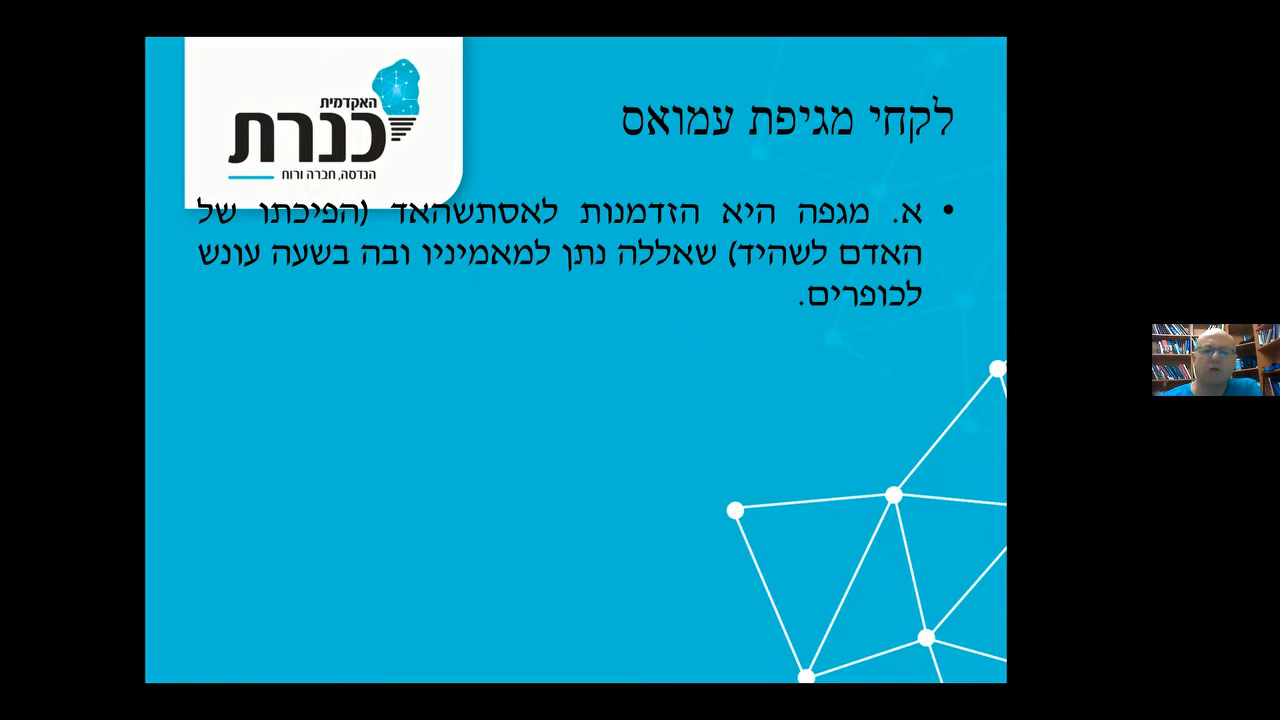 האקדמית
כנרת
הנדסה, חברה ורוח
לקחי מגיפת עמואס
• א. מגפה היא הזדמנות לאסתשהאד (הפיכתו של
האדם לשהיד) שאללה נתן למאמיניו ובה בשעה עונש
לכופרים.